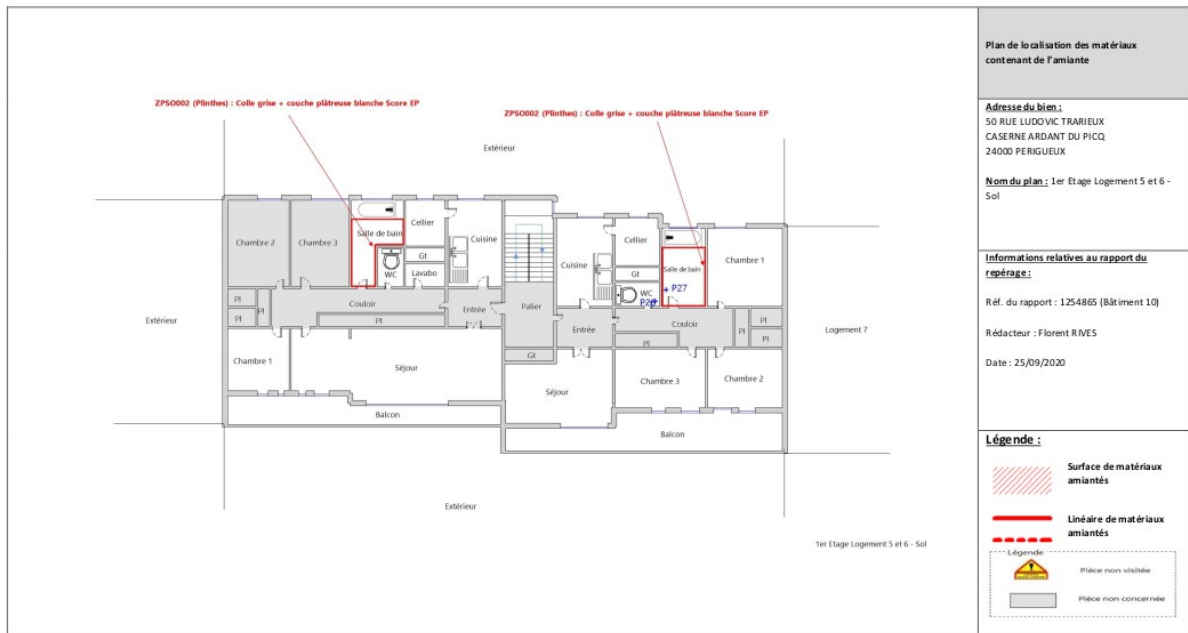 ZPSO002 (Plinthes) : Colle grise + couche plâtreuse blanche Score EP
ZPSO002 (Plinthes) : Colle grise + couche plâtreuse blanche Score EP
Extérieur
Chambre 2
Chambre 3
Salle de bain
Cellier
Cuisine
Gt
WC
Lavabo
Cuisine
Cellier
Gt
WC
Salle de bain
Chambre 1
P27
Pl
Pl
Pl
Couloir
Pl
Entrée
Palier
Gt
Entrée
Couloir
Pl
Pl
Pl
Pl
Extérieur
Logement 7
Chambre 1
Séjour
Balcon
Séjour
Chambre 3
Chambre 2
Balcon
Extérieur
1er Etage Logement 5 et 6 - Sol
Plan de localisation des matériaux
contenant de l'amiante
Adresse du bien :
50 RUE LUDOVIC TRARIEUX
CASERNE ARDANT DU PICQ
24000 PERIGUEUX
Nom du plan : 1er Etage Logement 5 et 6 -
Sol
Informations relatives au rapport du
repérage :
Réf. du rapport : 1254865 (Bâtiment 10)
Rédacteur : Florent RIVES
Date : 25/09/2020
Légende :
Surface de matériaux
amiantés
Linéaire de matériaux
amiantés
Légende
Pièce non visitée
Pièce non concernée